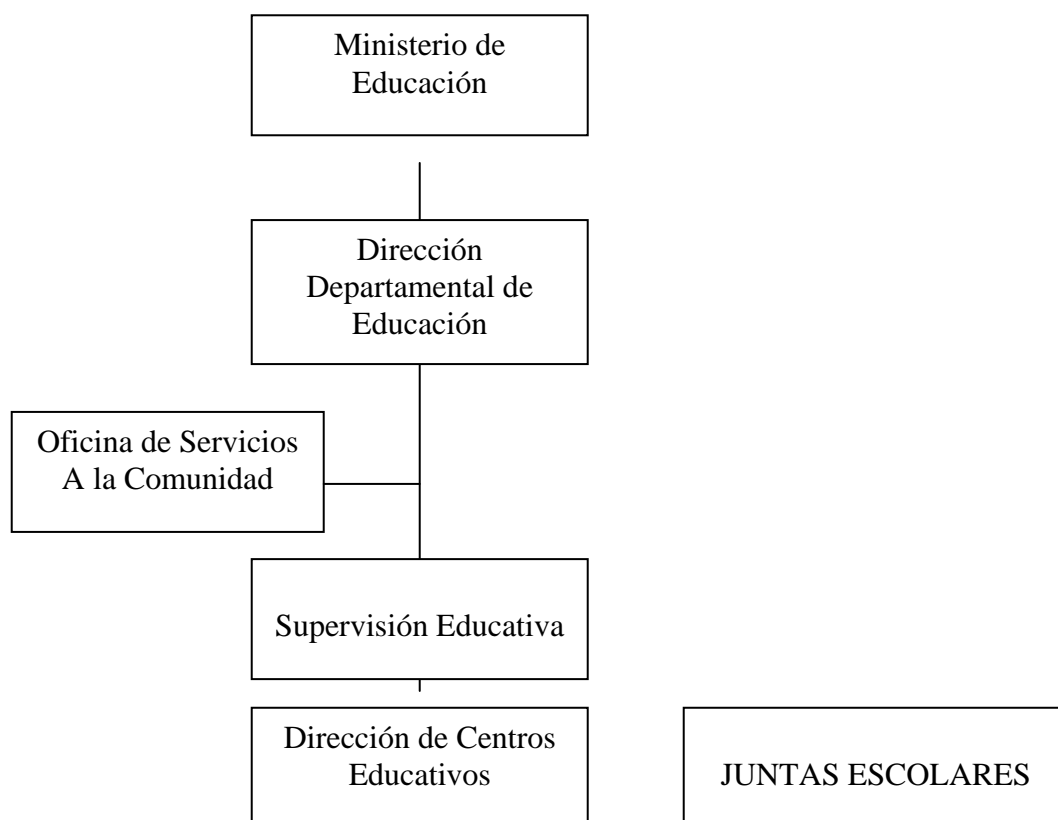 Ministerio de
Educación
Dirección
Departamental de
Educación
Oficina de Servicios
A la Comunidad
Supervisión Educativa
Dirección de Centros
Educativos
JUNTAS ESCOLARES